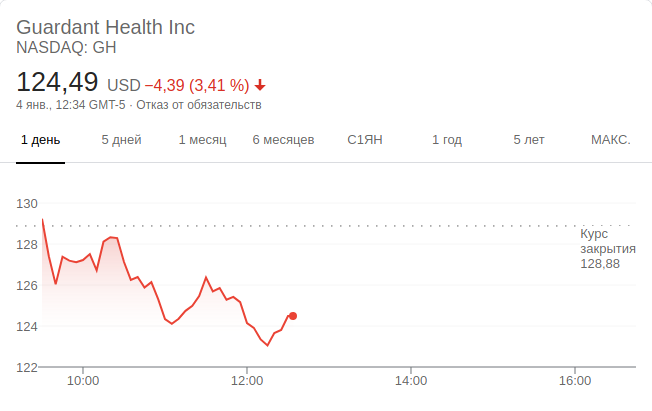 Guardant Health Inc
NASDAQ: GH
124,49 USD −4,39 (3,41 %)
4 янв., 12:34 GMT-5 · Отказ от обязательств
1 день 5 дней 1 месяц 6 месяцев С1ЯН 1 год 5 лет МАКС.
130
Курс
128
закрытия
128,88
126
124
122
10:00 12:00 14:00 16:00